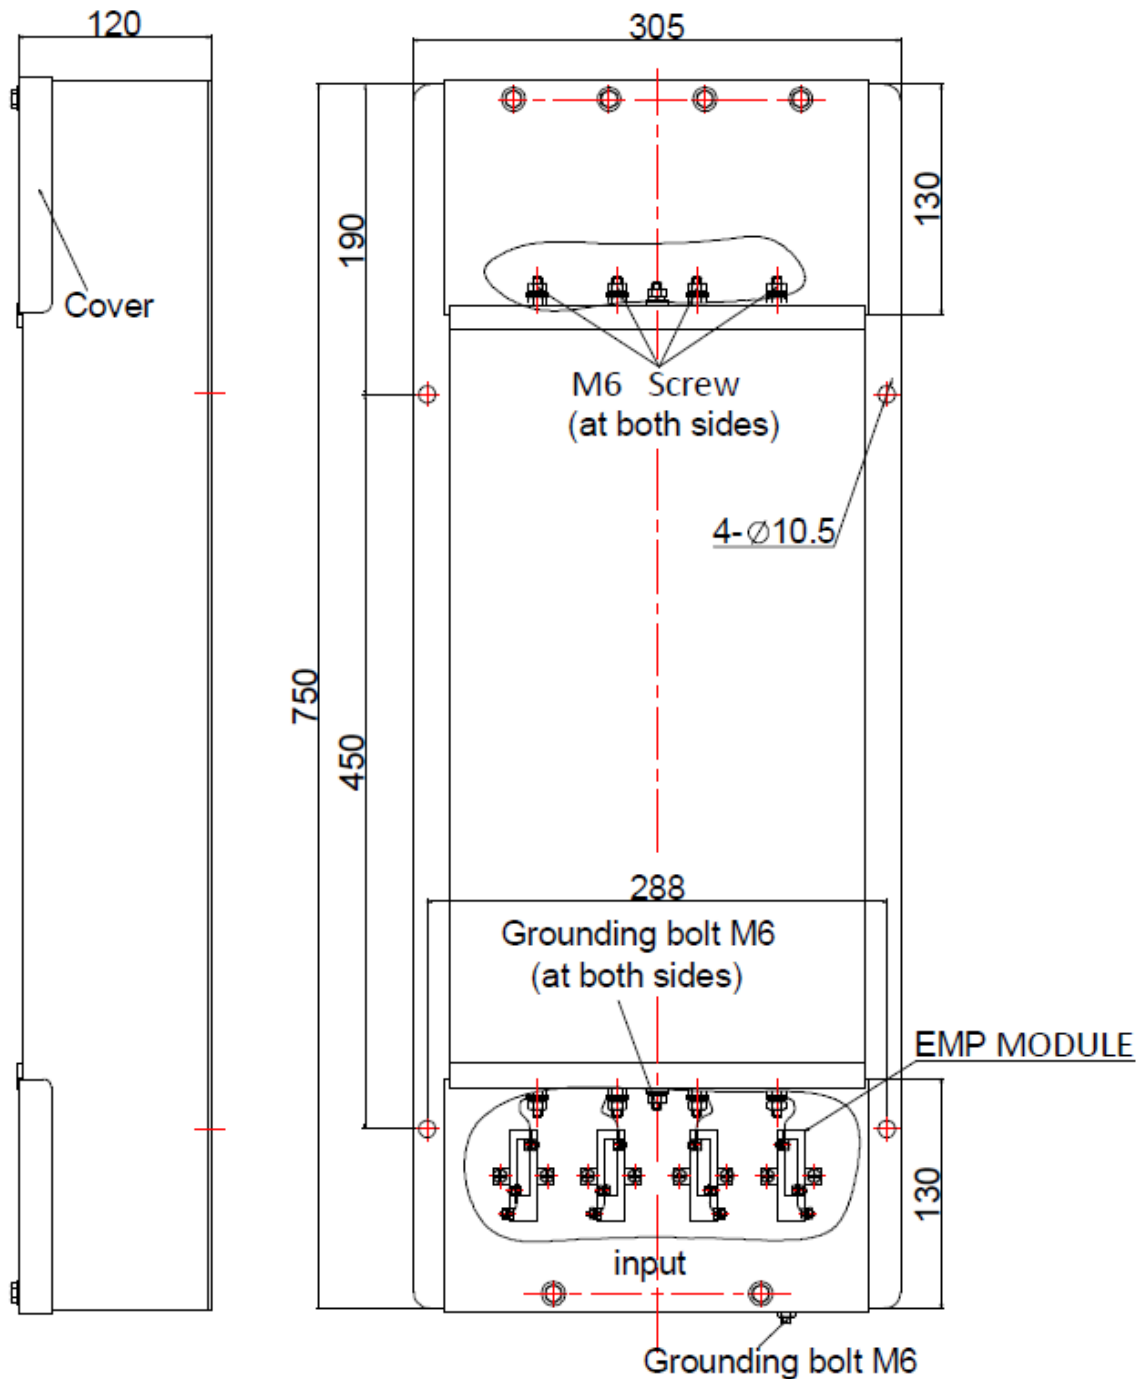 120
305
130
190
Cover
M6 Screw
(at both sides)
4-∅10.5
750
450
288
Grounding bolt M6
(at both sides)
EMP MODULE
130
input
Grounding bolt M6